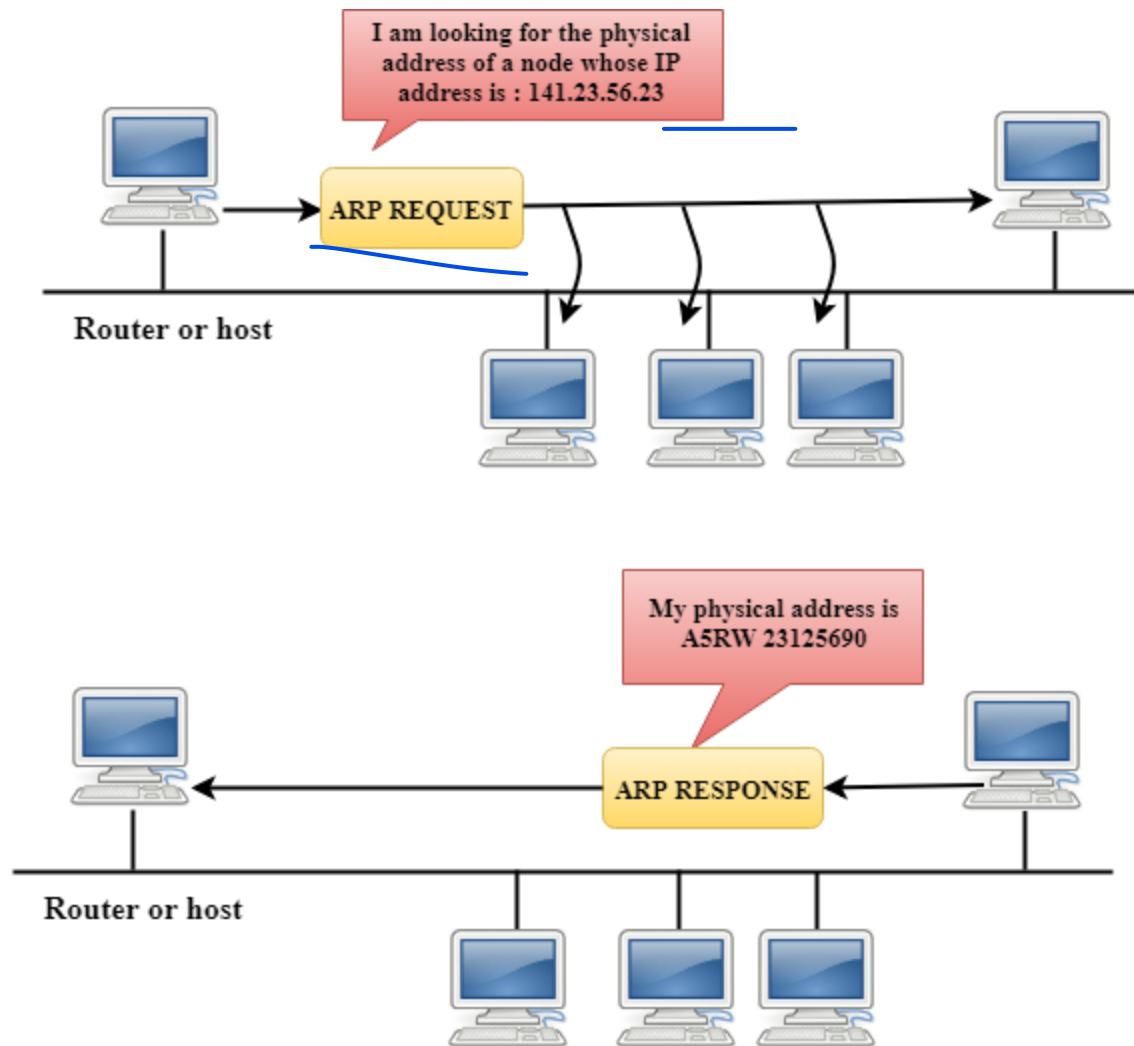 I am looking for the physical
address of a node whose IP
address is : 141.23.56.23
ARP REQUEST
Router or host
My physical address is
A5RW 23125690
ARP RESPONSE
Router or host